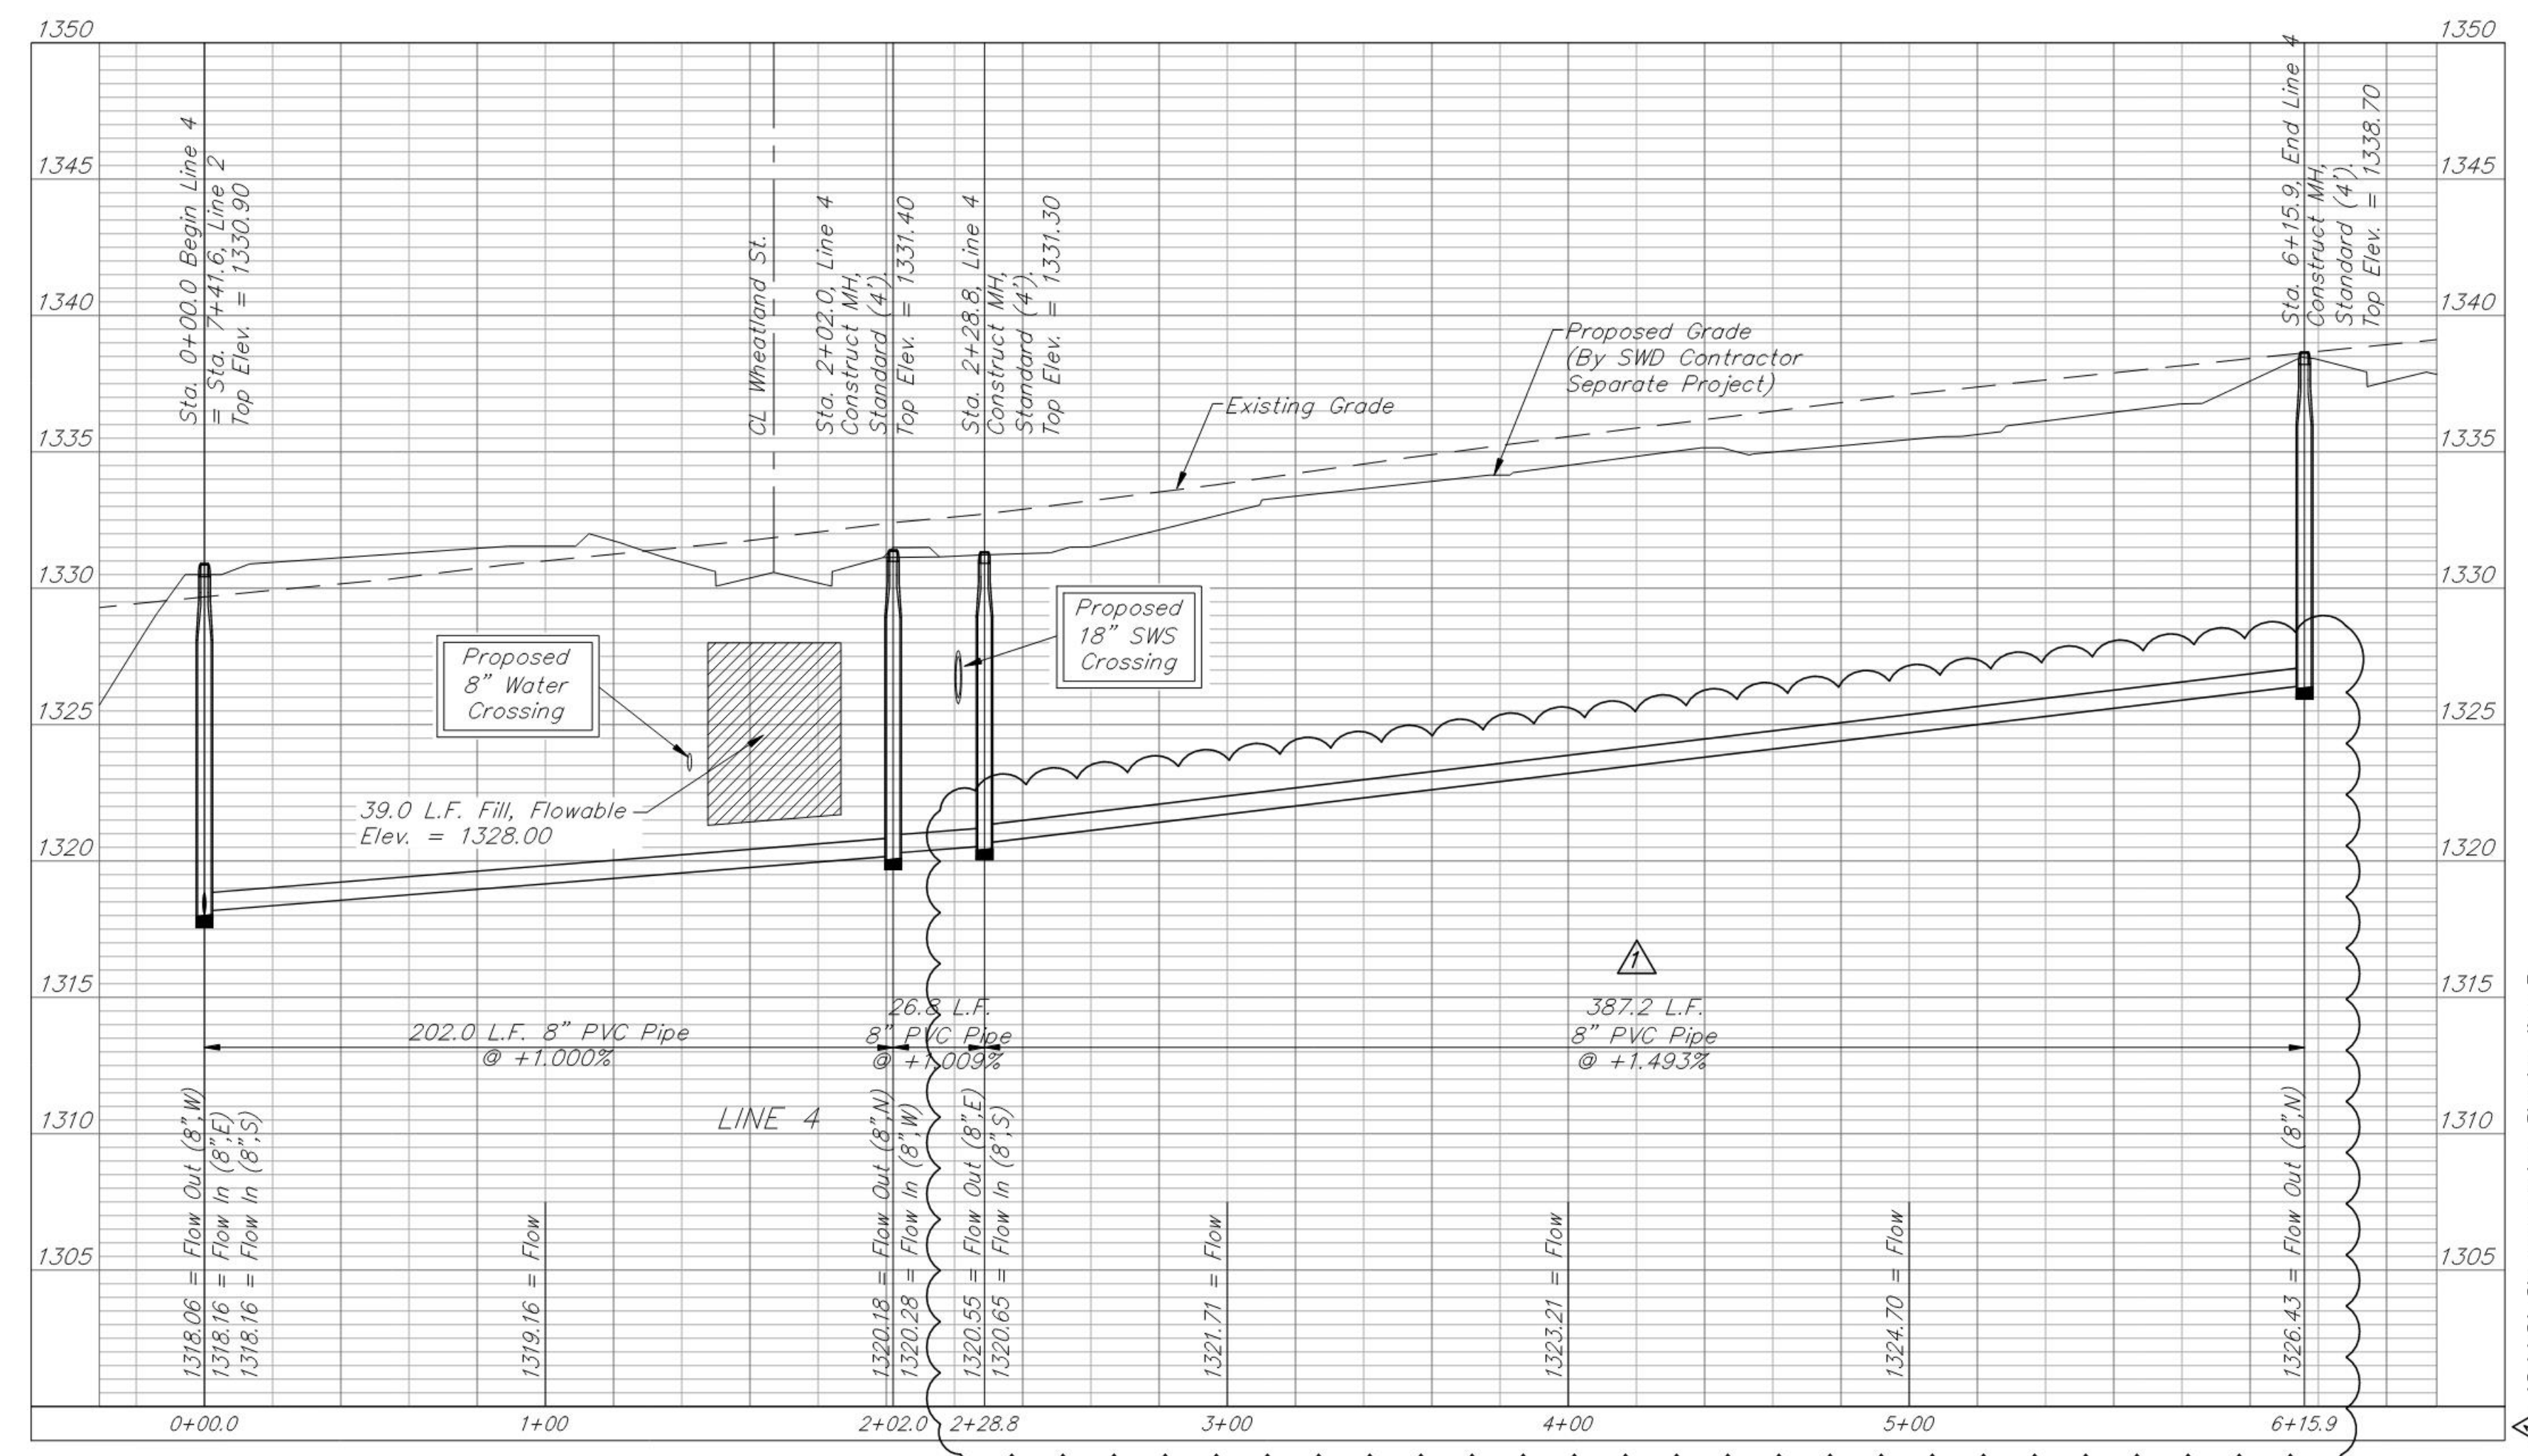 1350
1350
1345
1345
1340
1340
1335
1335
1330
1330
1325
1325
1320
1320
1315
1315
1310
1310
1305
1305
Sta. 0+00.0 Begin Line 4
= Sta. 7+41.6, Line 2
Top Elev. = 1330.90
CL Wheatland St.
Sta. 2+02.0, Line 4
Construct MH,
Standard (4').
Top Elev. = 1331.40
Sta. 2+28.8, Line 4
Construct MH,
Standard (4').
Top Elev. = 1331.30
Sta. 6+15.9, End Line 4
Construct MH,
Standard (4').
Top Elev. = 1338.70
Existing Grade
Proposed Grade
(By SWD Contractor
Separate Project)
Proposed
8" Water
Crossing
Proposed
18" SWS
Crossing
39.0 L.F. Fill, Flowable
Elev. = 1328.00
202.0 L.F. 8" PVC Pipe
@ +1.000%
26.8 L.F.
8" PVC Pipe
@ +1.009%
1
387.2 L.F.
8" PVC Pipe
@ +1.493%
LINE 4
1318.06 = Flow Out (8",W)
1318.16 = Flow In (8",E)
1318.16 = Flow In (8",S)
1319.16 = Flow
1320.18 = Flow Out (8",N)
1320.28 = Flow In (8",W)
1320.55 = Flow Out (8",E)
1320.65 = Flow In (8",S)
1321.71 = Flow
1323.21 = Flow
1324.70 = Flow
1326.43 = Flow Out (8",N)
0+00.0
1+00
2+02.0
2+28.8
3+00
4+00
5+00
6+15.9